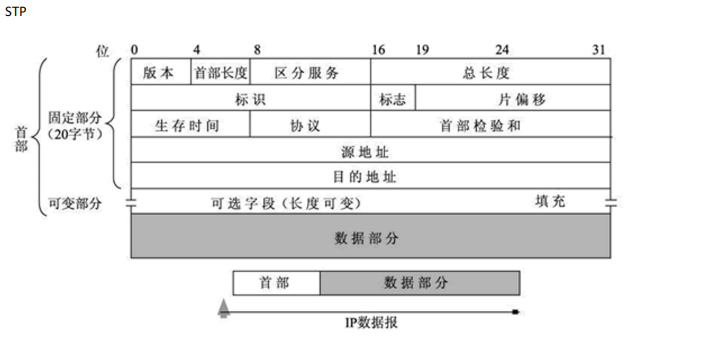 STP
位 0 4 8 16 19 24 31
版本 首部长度 区分服务 总长度
标识 标志 片偏移
生存时间 协议 首部检验和
源地址
目的地址
可选字段(长度可变) 填充
数据部分
首部
固定部分
(20字节)
可变部分
首部 数据部分
IP数据报